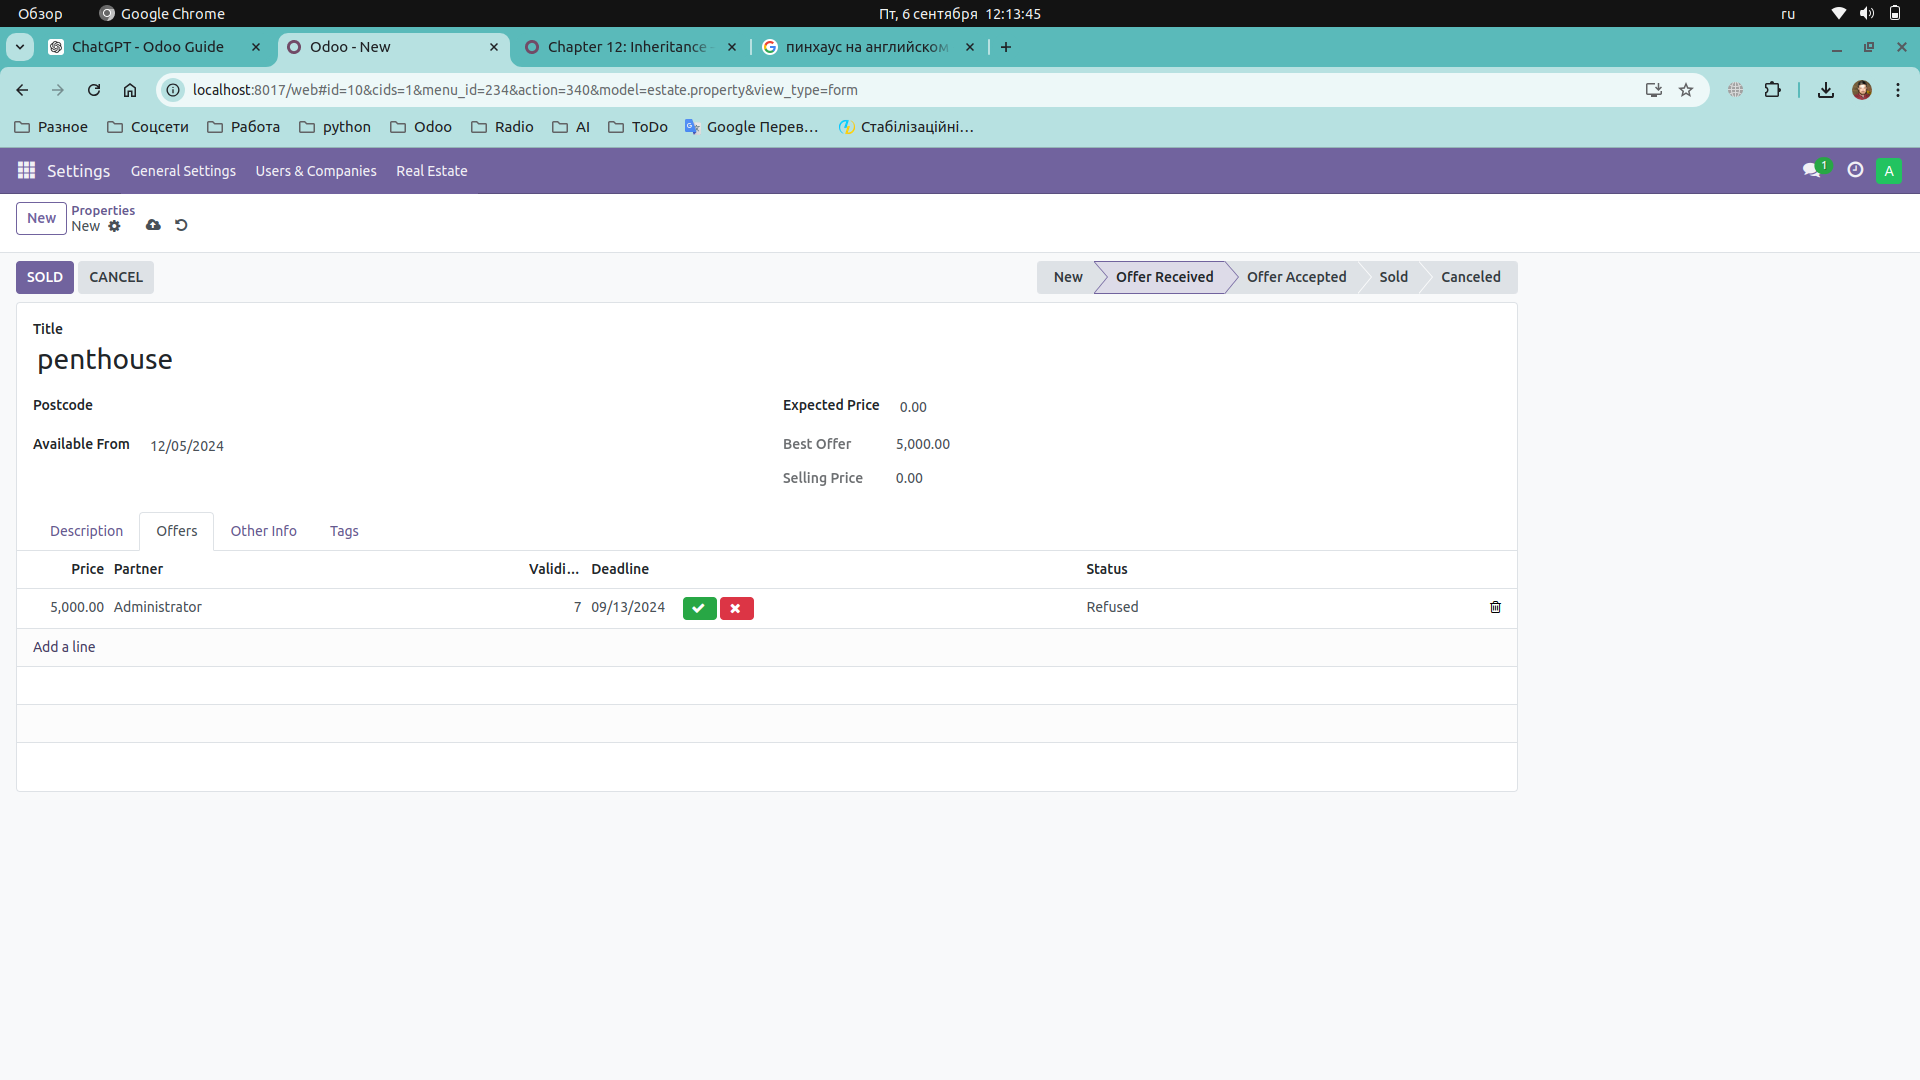 Обзор Google Chrome Пт, 6 сентября 12:13:45 ru
ChatGPT - Odoo Guide Odoo - New Chapter 12: Inheritance пинхаус на английском
localhost:8017/web#id=10&cids=1&menu_id=234&action=340&model=estate.property&view_type=form
Разное Соцсети Работа python Odoo Radio AI ToDo Google Перев… Стабілізаційні…
Settings General Settings Users & Companies Real Estate 1 A
New Properties
New
SOLD CANCEL New Offer Received Offer Accepted Sold Canceled
Title
penthouse
Postcode Expected Price 0.00
Available From 12/05/2024 Best Offer 5,000.00
Selling Price 0.00
Description Offers Other Info Tags
Price Partner Validi... Deadline Status
5,000.00 Administrator 7 09/13/2024 Refused
Add a line